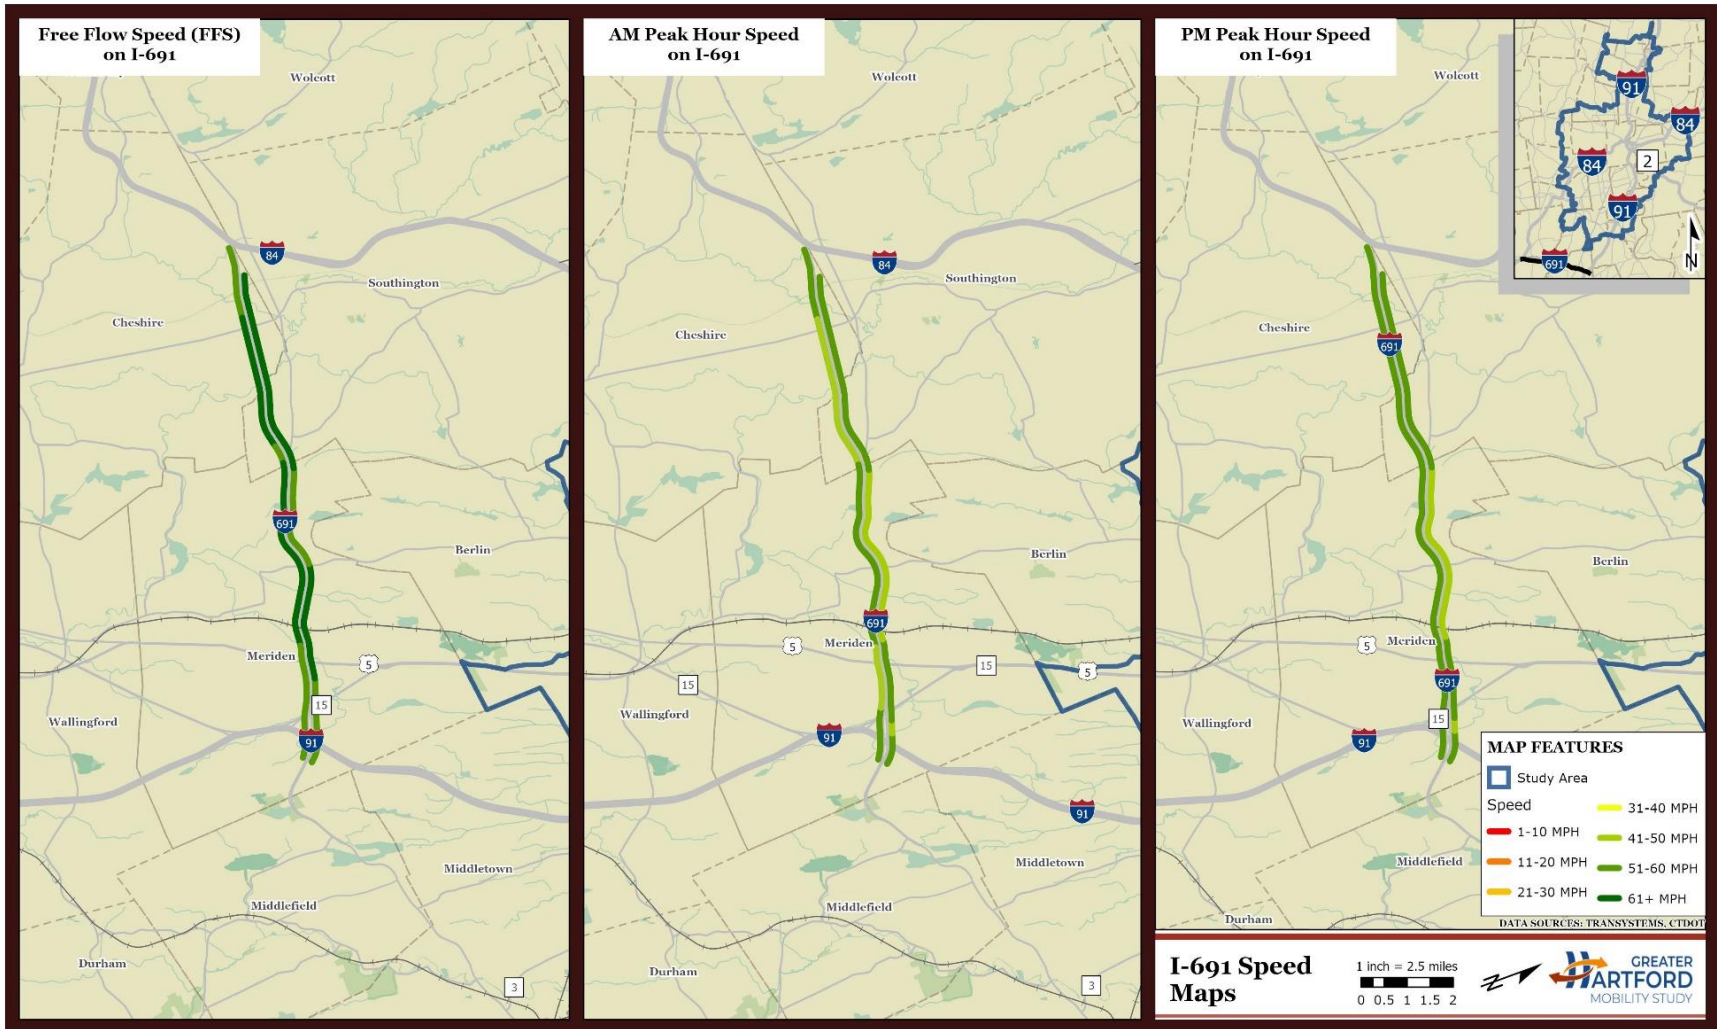 Free Flow Speed (FFS)
on I-691
Wolcott
84
Southington
Cheshire
691
Berlin
Meriden
5
15
Wallingford
91
Middletown
Middlefield
Durham
3
AM Peak Hour Speed
on I-691
Wolcott
84
Southington
Cheshire
Berlin
691
5
Meriden
15
15
5
Wallingford
91
91
Middletown
Middlefield
Durham
3
PM Peak Hour Speed
on I-691
Wolcott
Cheshire
691
Berlin
5
Meriden
691
15
Wallingford
91
Middlefield
Durham
91
84
84
2
91
691
N
MAP FEATURES
Study Area
Speed
1-10 MPH
11-20 MPH
21-30 MPH
31-40 MPH
41-50 MPH
51-60 MPH
61+ MPH
DATA SOURCES: TRANSYSTEMS, CTDOT
I-691 Speed
Maps
1 inch = 2.5 miles
0 0.5 1 1.5 2
N
GREATER
HARTFORD
MOBILITY STUDY